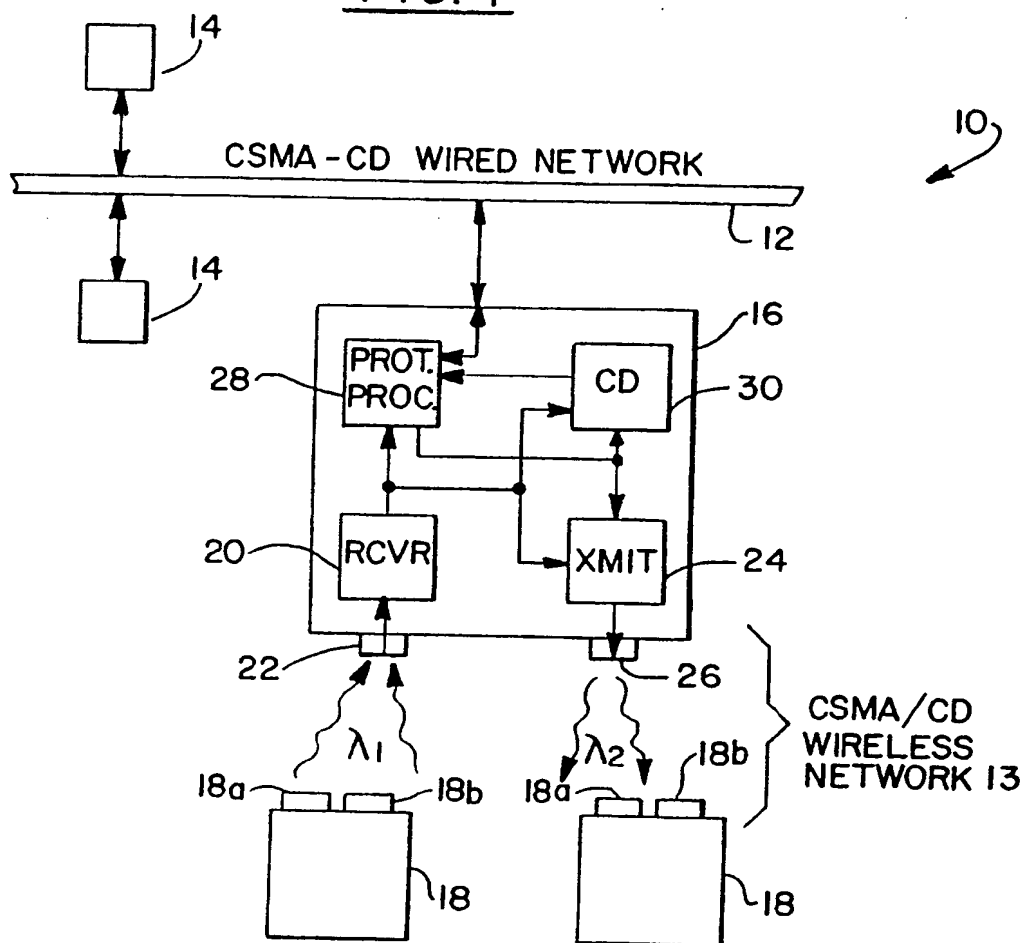 14
10
CSMA-CD WIRED NETWORK
12
14
16
PROT.
PROC.
28
CD
30
20
RCVR
XMIT
24
22
26
CSMA/CD
WIRELESS
NETWORK 13
λ1
λ2
18a
18b
18a
18b
18
18